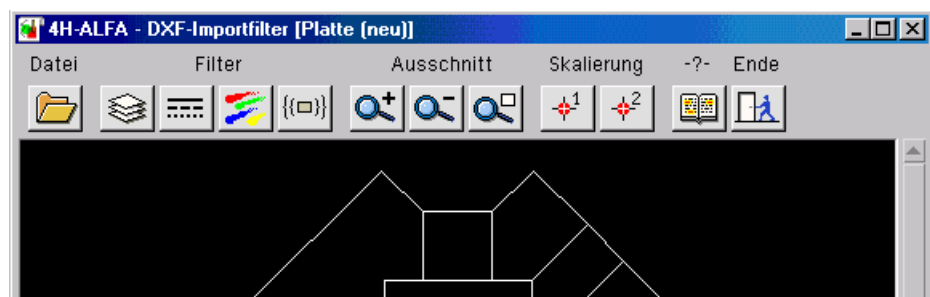 4H-ALFA - DXF-Importfilter [Platte (neu)]
Datei Filter Ausschnitt Skalierung -?- Ende
{{▭}} 1 2